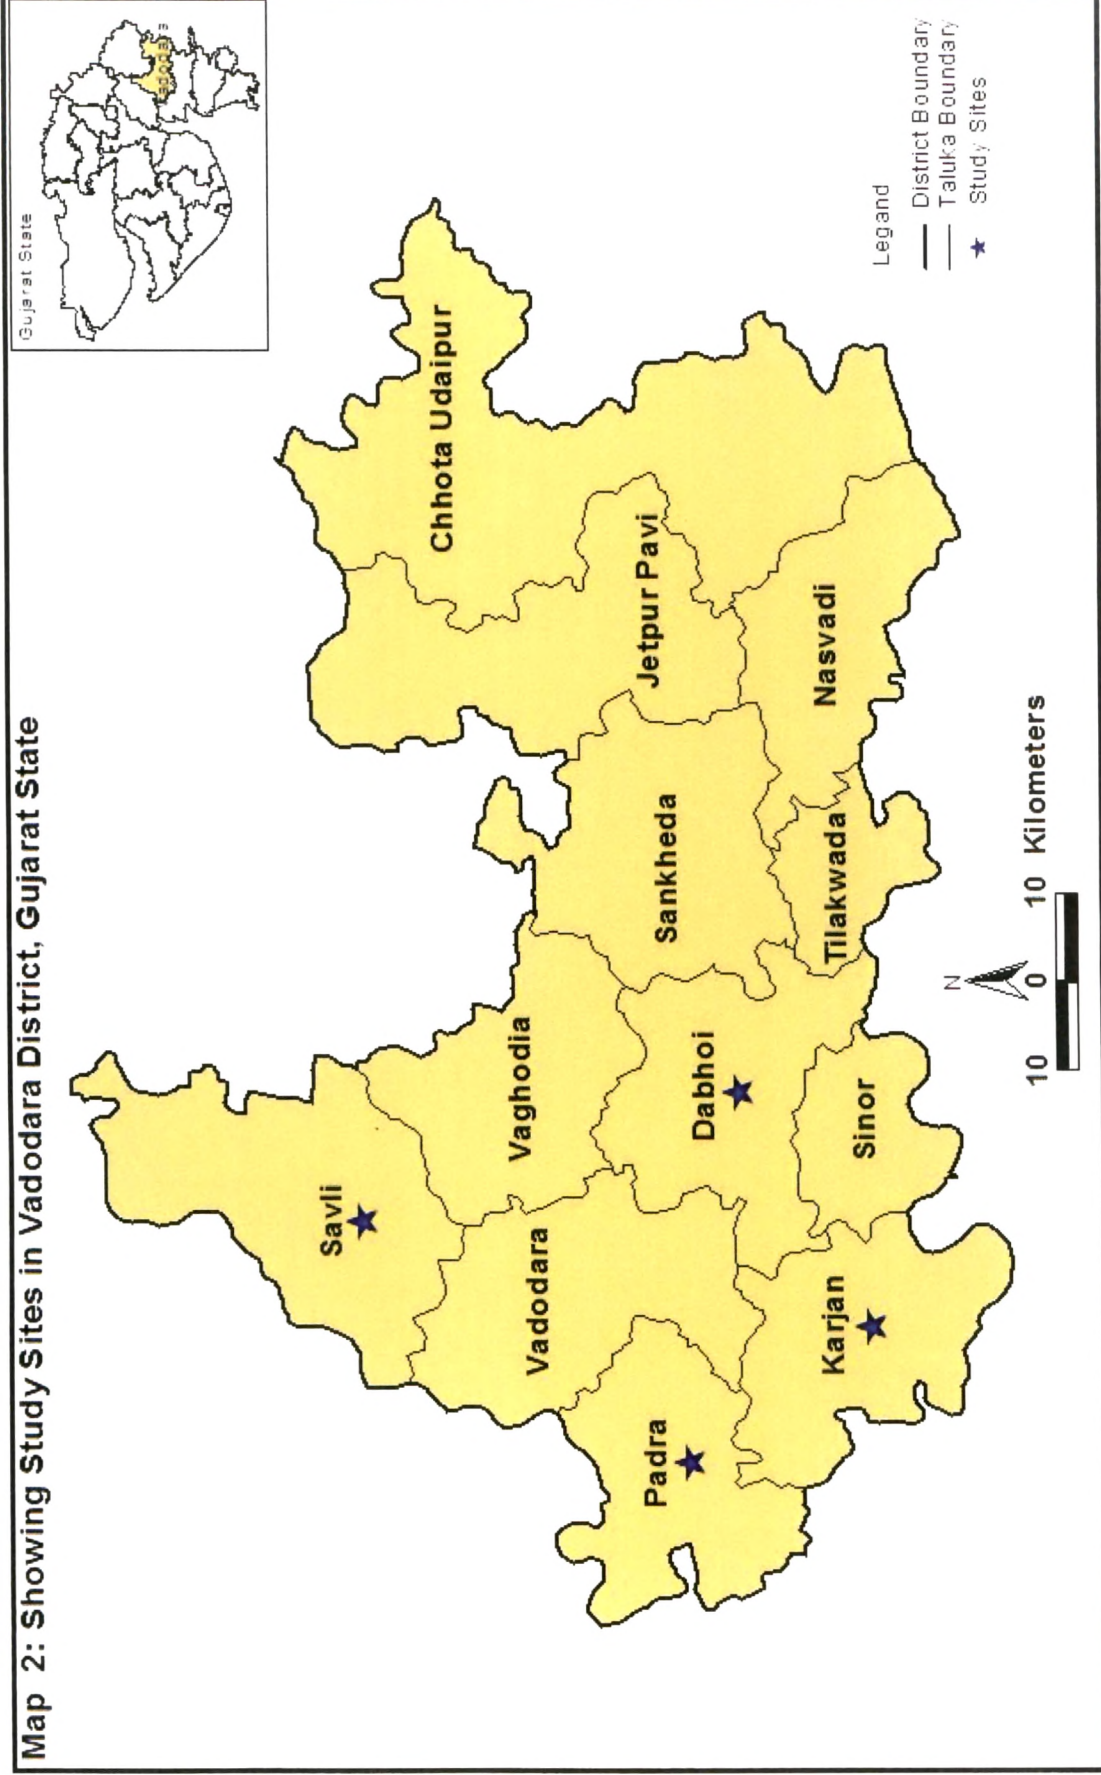 Map 2: Showing Study Sites in Vadodara District, Gujarat State
Gujarat State
Vadodara
Savli
Chhota Udaipur
Vadodara
Vaghodia
Padra
Dabhoi
Sankheda
Jetpur Pavi
Karjan
Sinor
Tilakwada
Nasvadi
Legand
District Boundary
Taluka Boundary
Study Sites
N
10 0 10 Kilometers